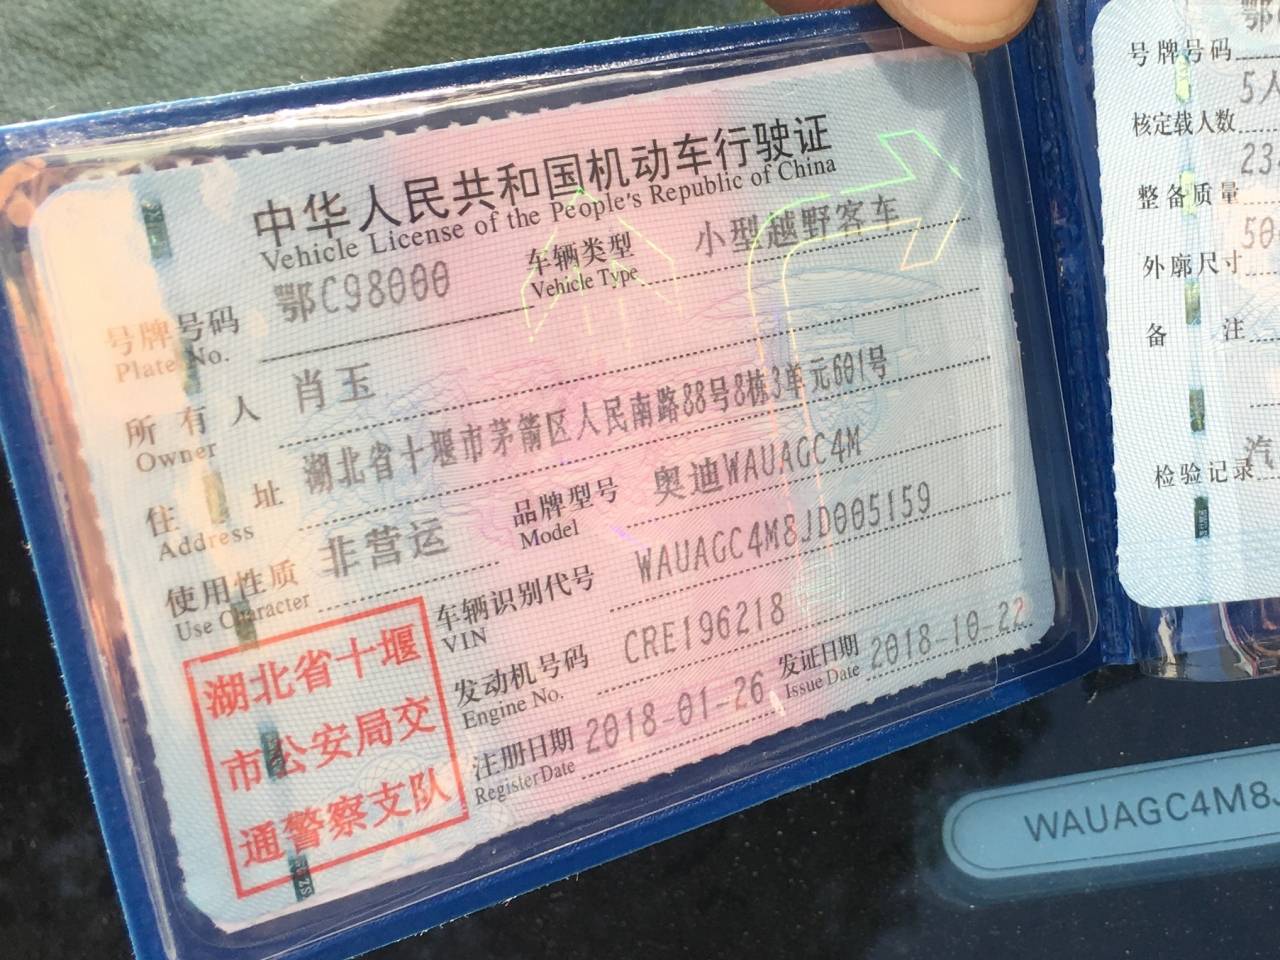 中华人民共和国机动车行驶证
Vehicle License of the People's Republic of China
号牌号码 鄂C98000 车辆类型 小型越野客车
Plate No. Vehicle Type
所有人 肖玉
Owner
住址 湖北省十堰市茅箭区人民南路88号8栋3单元601号
Address
使用性质 非营运 品牌型号 奥迪WAUAGC4M
Use Character Model
车辆识别代号 WAUAGC4M8JD005159
VIN
发动机号码 CRE196218
Engine No.
注册日期 2018-01-26 发证日期 2018-10-22
Register Date Issue Date
湖北省十堰
市公安局交
通警察支队
号牌号码 鄂
核定载人数 5人
整备质量 23
外廓尺寸 50
备注
检验记录 汽
WAUAGC4M8J